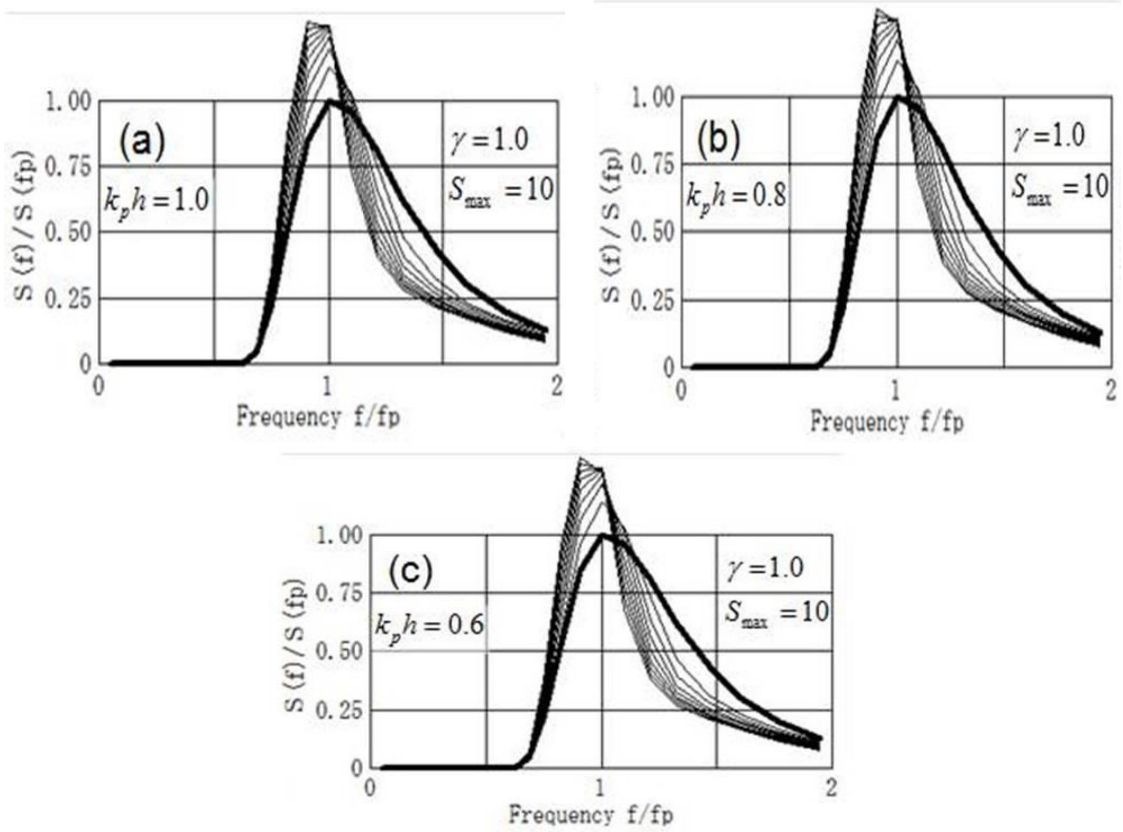 (a)
γ = 1.0
k_p h = 1.0
S_max = 10
S (f) / S (fp)
1.00
0.75
0.50
0.25
0
0 1 2
Frequency f/fp
(b)
γ = 1.0
k_p h = 0.8
S_max = 10
S (f) / S (fp)
1.00
0.75
0.50
0.25
0
0 1 2
Frequency f/fp
(c)
γ = 1.0
k_p h = 0.6
S_max = 10
S (f) / S (fp)
1.00
0.75
0.50
0.25
0
0 1 2
Frequency f/fp